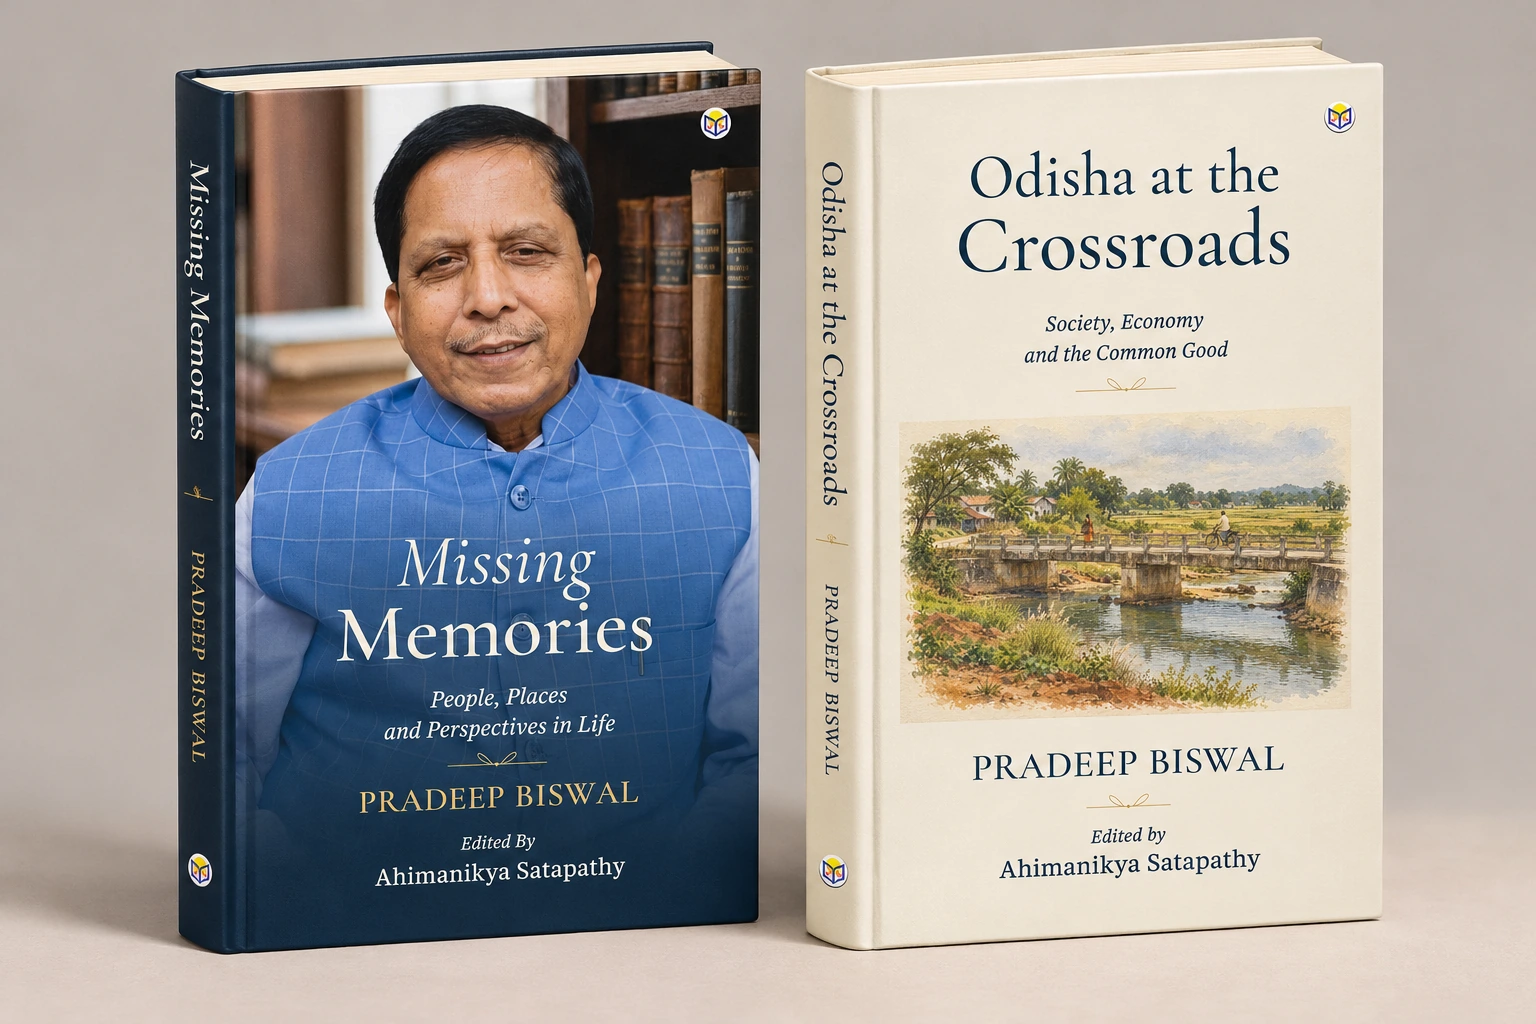 Missing Memories
PRADEEP BISWAL
Missing
Memories
People, Places
and Perspectives in Life
PRADEEP BISWAL
Edited By
Ahimanikya Satapathy
Odisha at the Crossroads
PRADEEP BISWAL
Odisha at the
Crossroads
Society, Economy
and the Common Good
PRADEEP BISWAL
Edited by
Ahimanikya Satapathy